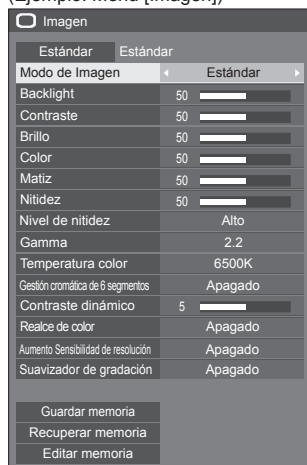 (Ejemplo: Menú [Imagen])
Imagen
Estándar Estándar
Modo de Imagen Estándar
Backlight 50
Contraste 50
Brillo 50
Color 50
Matiz 50
Nitidez 50
Nivel de nitidez Alto
Gamma 2.2
Temperatura color 6500K
Gestión cromática de 6 segmentos Apagado
Contraste dinámico 5
Realce de color Apagado
Aumento Sensibilidad de resolución Apagado
Suavizador de gradación Apagado
Guardar memoria
Recuperar memoria
Editar memoria